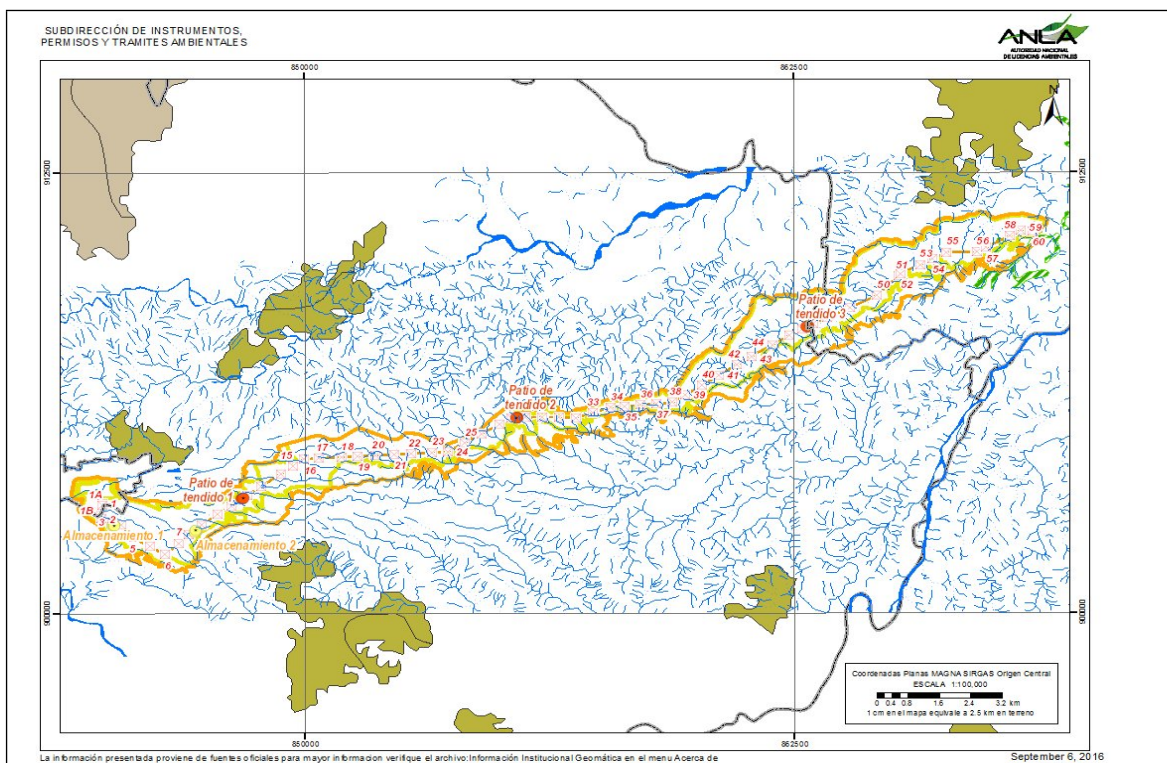 SUBDIRECCIÓN DE INSTRUMENTOS,
PERMISOS Y TRAMITES AMBIENTALES
ANLA
AUTORIDAD NACIONAL
DE LICENCIAS AMBIENTALES
850000
862500
N
912500
912500
58
59
60
55
56
57
53
54
51
52
50
Patio de
tendido 3
44
43
42
41
40
39
38
37
36
35
34
33
Patio de
tendido 2
25
24
23
22
21
20
19
18
17
16
15
Patio de
tendido 1
1A
1
1B
3
2
7
Almacenamiento 1
Almacenamiento 2
5
6
900000
900000
Coordenadas Planas MAGNA SIRGAS Origen Central
ESCALA 1:100,000
0 0.4 0.8 1.6 2.4 3.2 km
1 cm en el mapa equivale a 2.5 km en terreno
850000
862500
La información presentada proviene de fuentes oficiales para mayor informacion verifique el archivo:Información Institucional Geomática en el menu Acerca de
September 6, 2016